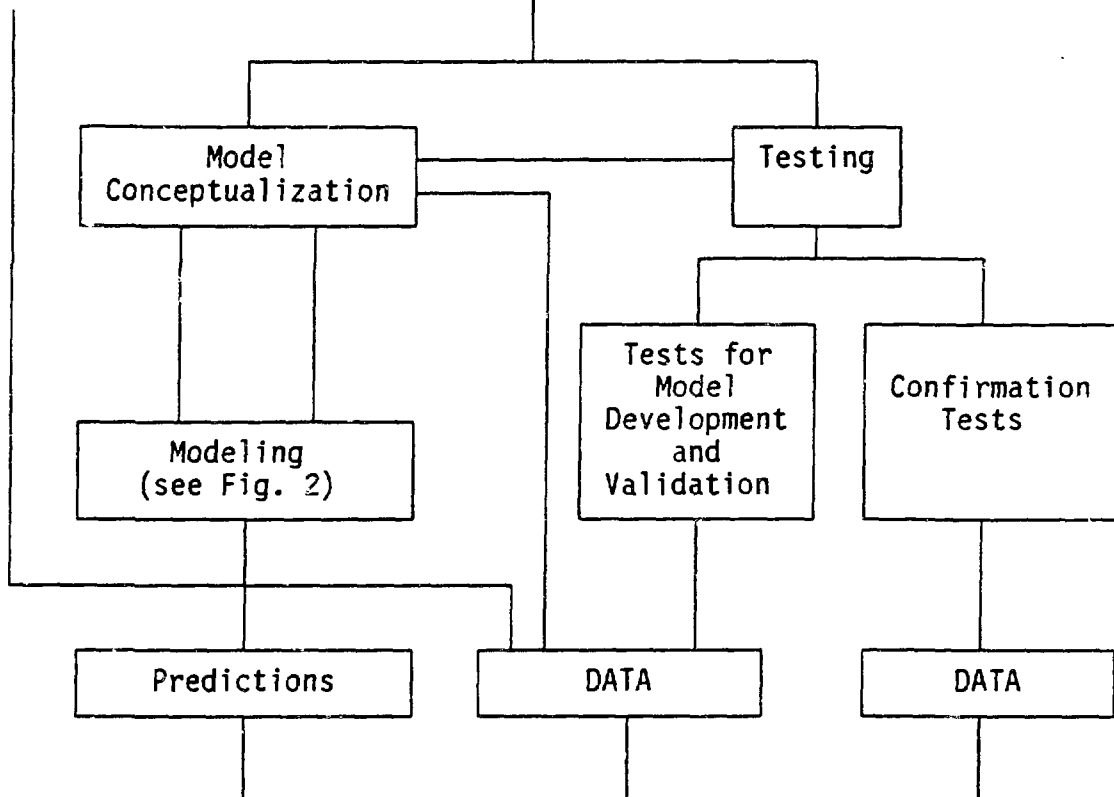 Model
Conceptualization
Testing
Tests for
Model
Development
and
Validation
Confirmation
Tests
Modeling
(see Fig. 2)
Predictions
DATA
DATA